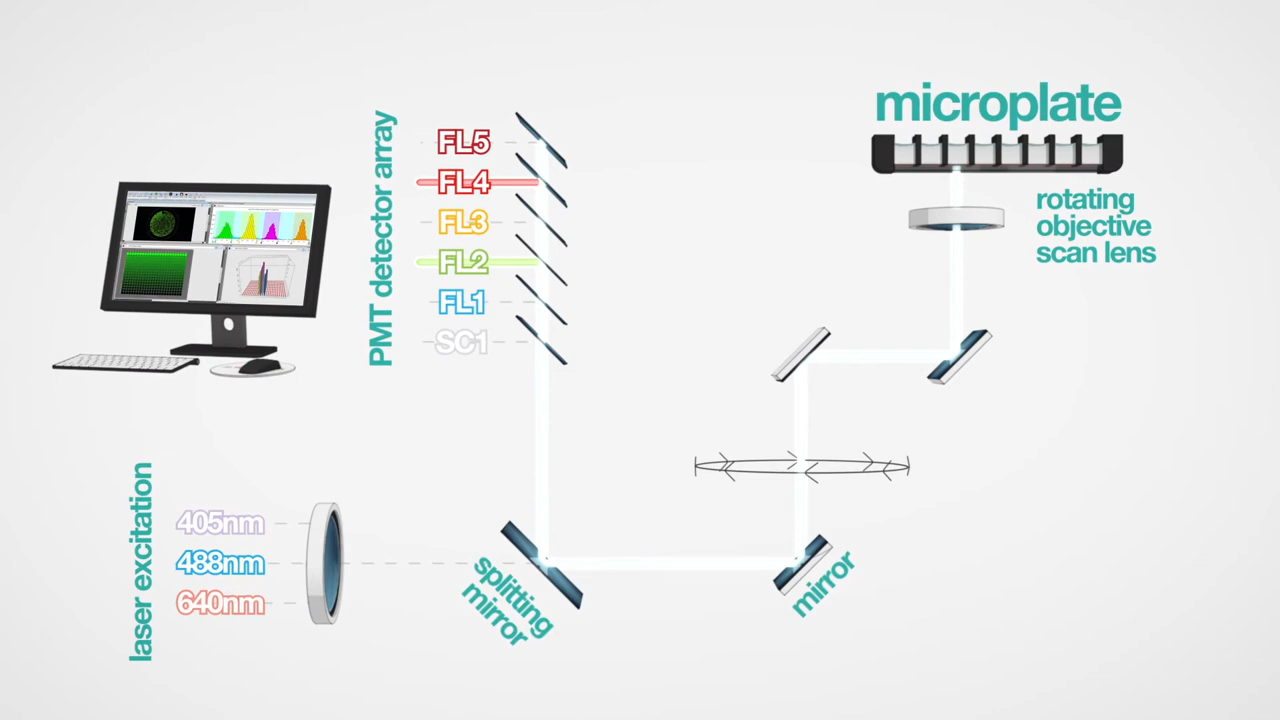 microplate
rotating
objective
scan lens
PMT detector array
FL5
FL4
FL3
FL2
FL1
SC1
laser excitation
405nm
488nm
640nm
splitting
mirror
mirror